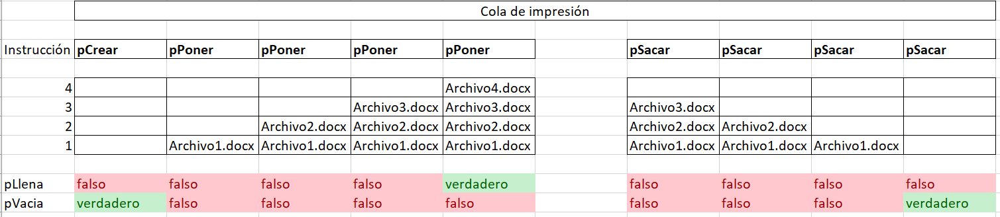 Cola de impresión
Instrucción pCrear pPoner pPoner pPoner pPoner pSacar pSacar pSacar pSacar
4 Archivo4.docx
3 Archivo3.docx Archivo3.docx Archivo3.docx
2 Archivo2.docx Archivo2.docx Archivo2.docx Archivo2.docx Archivo2.docx
1 Archivo1.docx Archivo1.docx Archivo1.docx Archivo1.docx Archivo1.docx Archivo1.docx Archivo1.docx
pLlena falso falso falso falso verdadero falso falso falso falso
pVacia verdadero falso falso falso falso falso falso falso verdadero